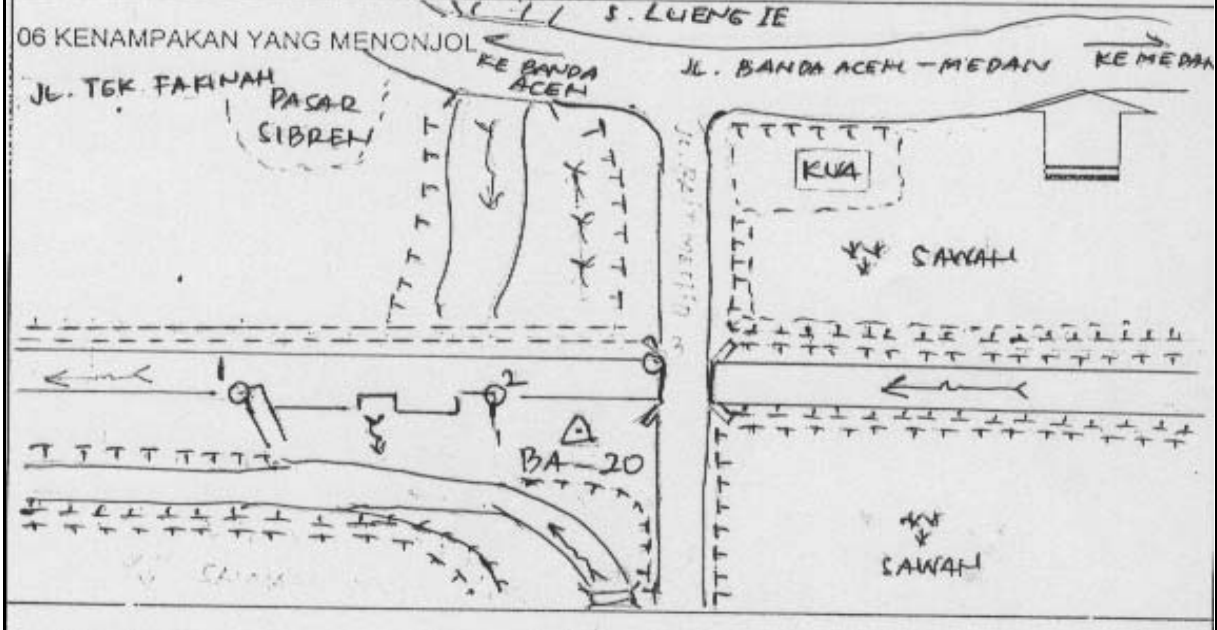 S. LUENG IE
06 KENAMPAKAN YANG MENONJOL
KE BANDA
ACEH
JL. BANDA ACEH - MEDAN
KE MEDAN
JL. TGK FAKINAH
PASAR
SIBREH
KUA
SAWAH
1
2
BA-20
SAWAH